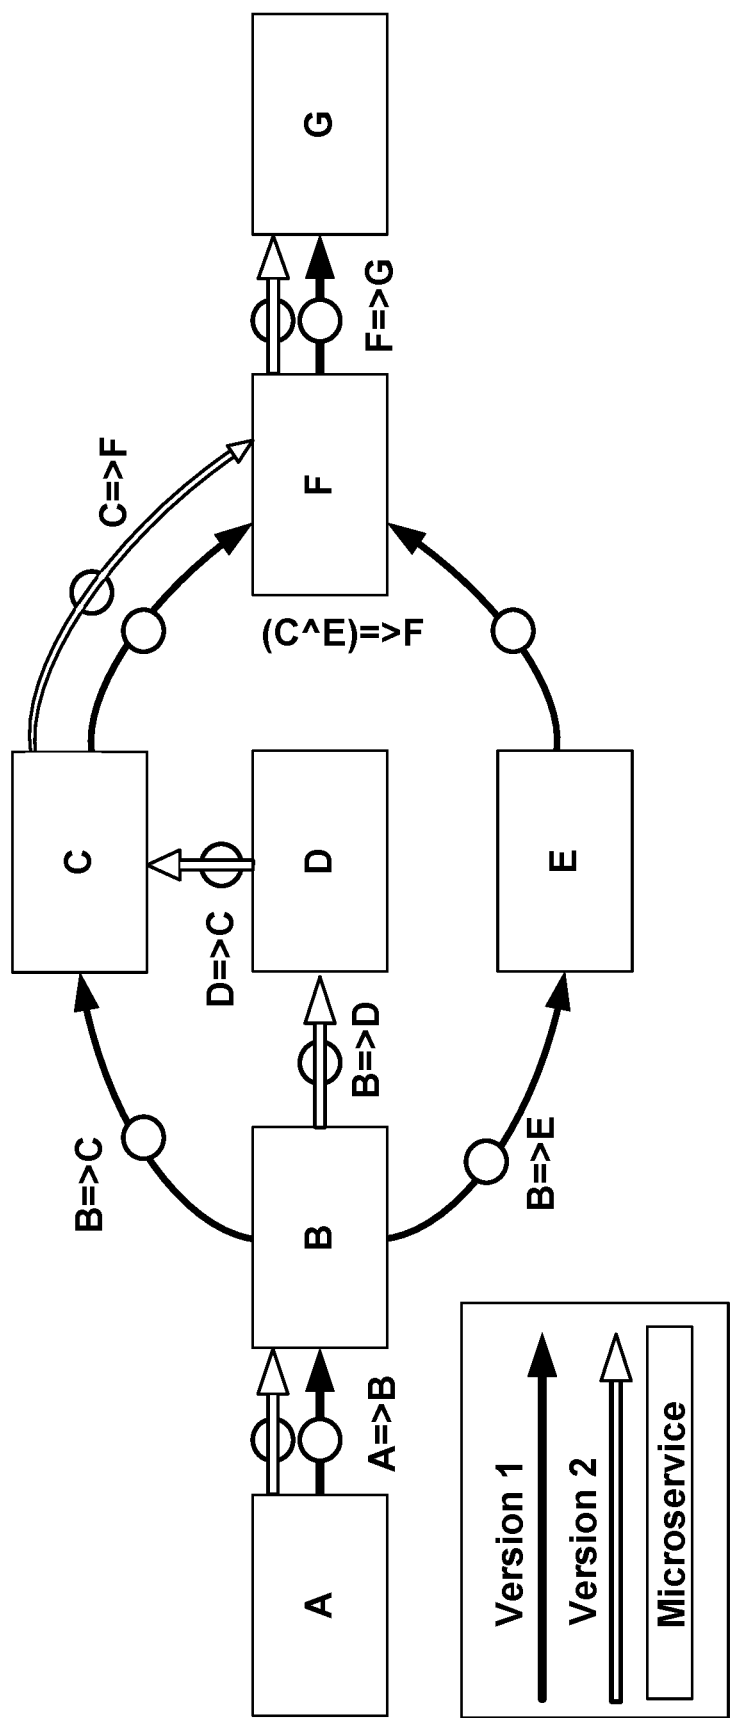 A
A=>B
B
B=>C
B=>D
B=>E
C
D=>C
D
E
C=>F
(C^E)=>F
F
F=>G
G
Version 1
Version 2
Microservice